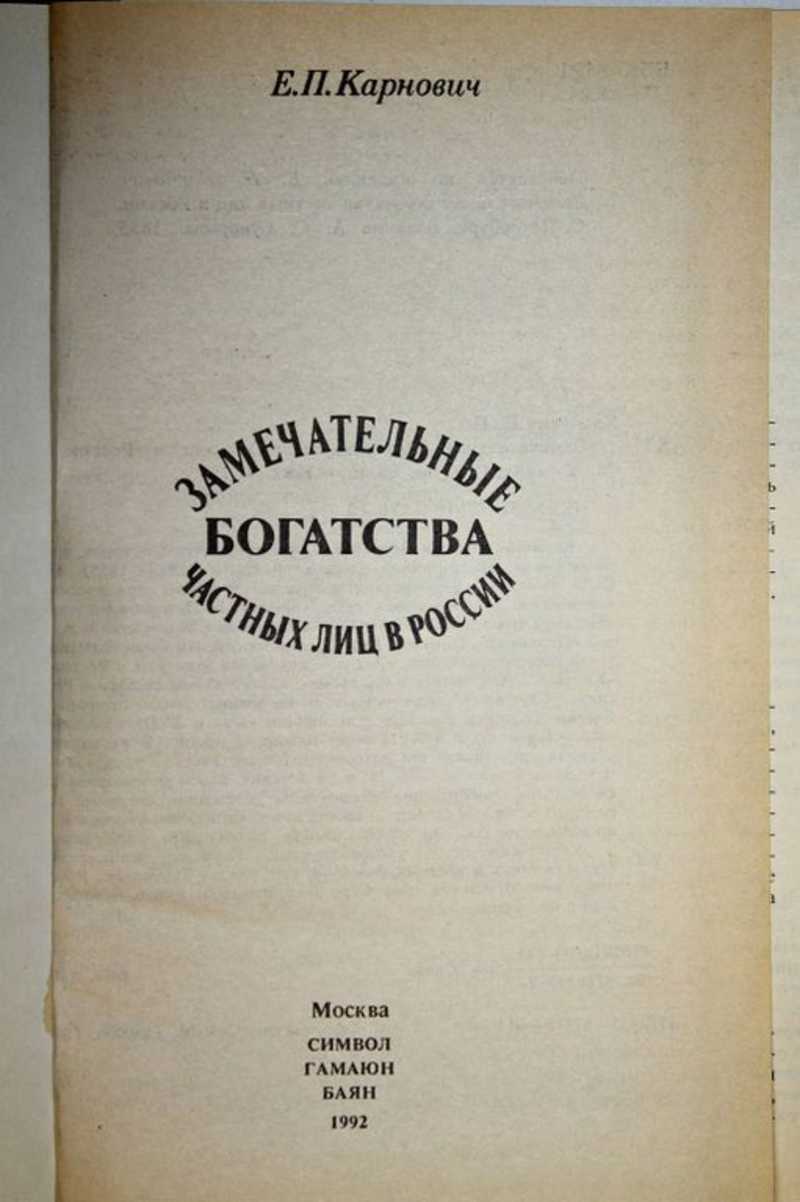 Е.П.Карнович
ЗАМЕЧАТЕЛЬНЫЕ
БОГАТСТВА
ЧАСТНЫХ ЛИЦ В РОССИИ
Москва
СИМВОЛ
ГАМАЮН
БАЯН
1992